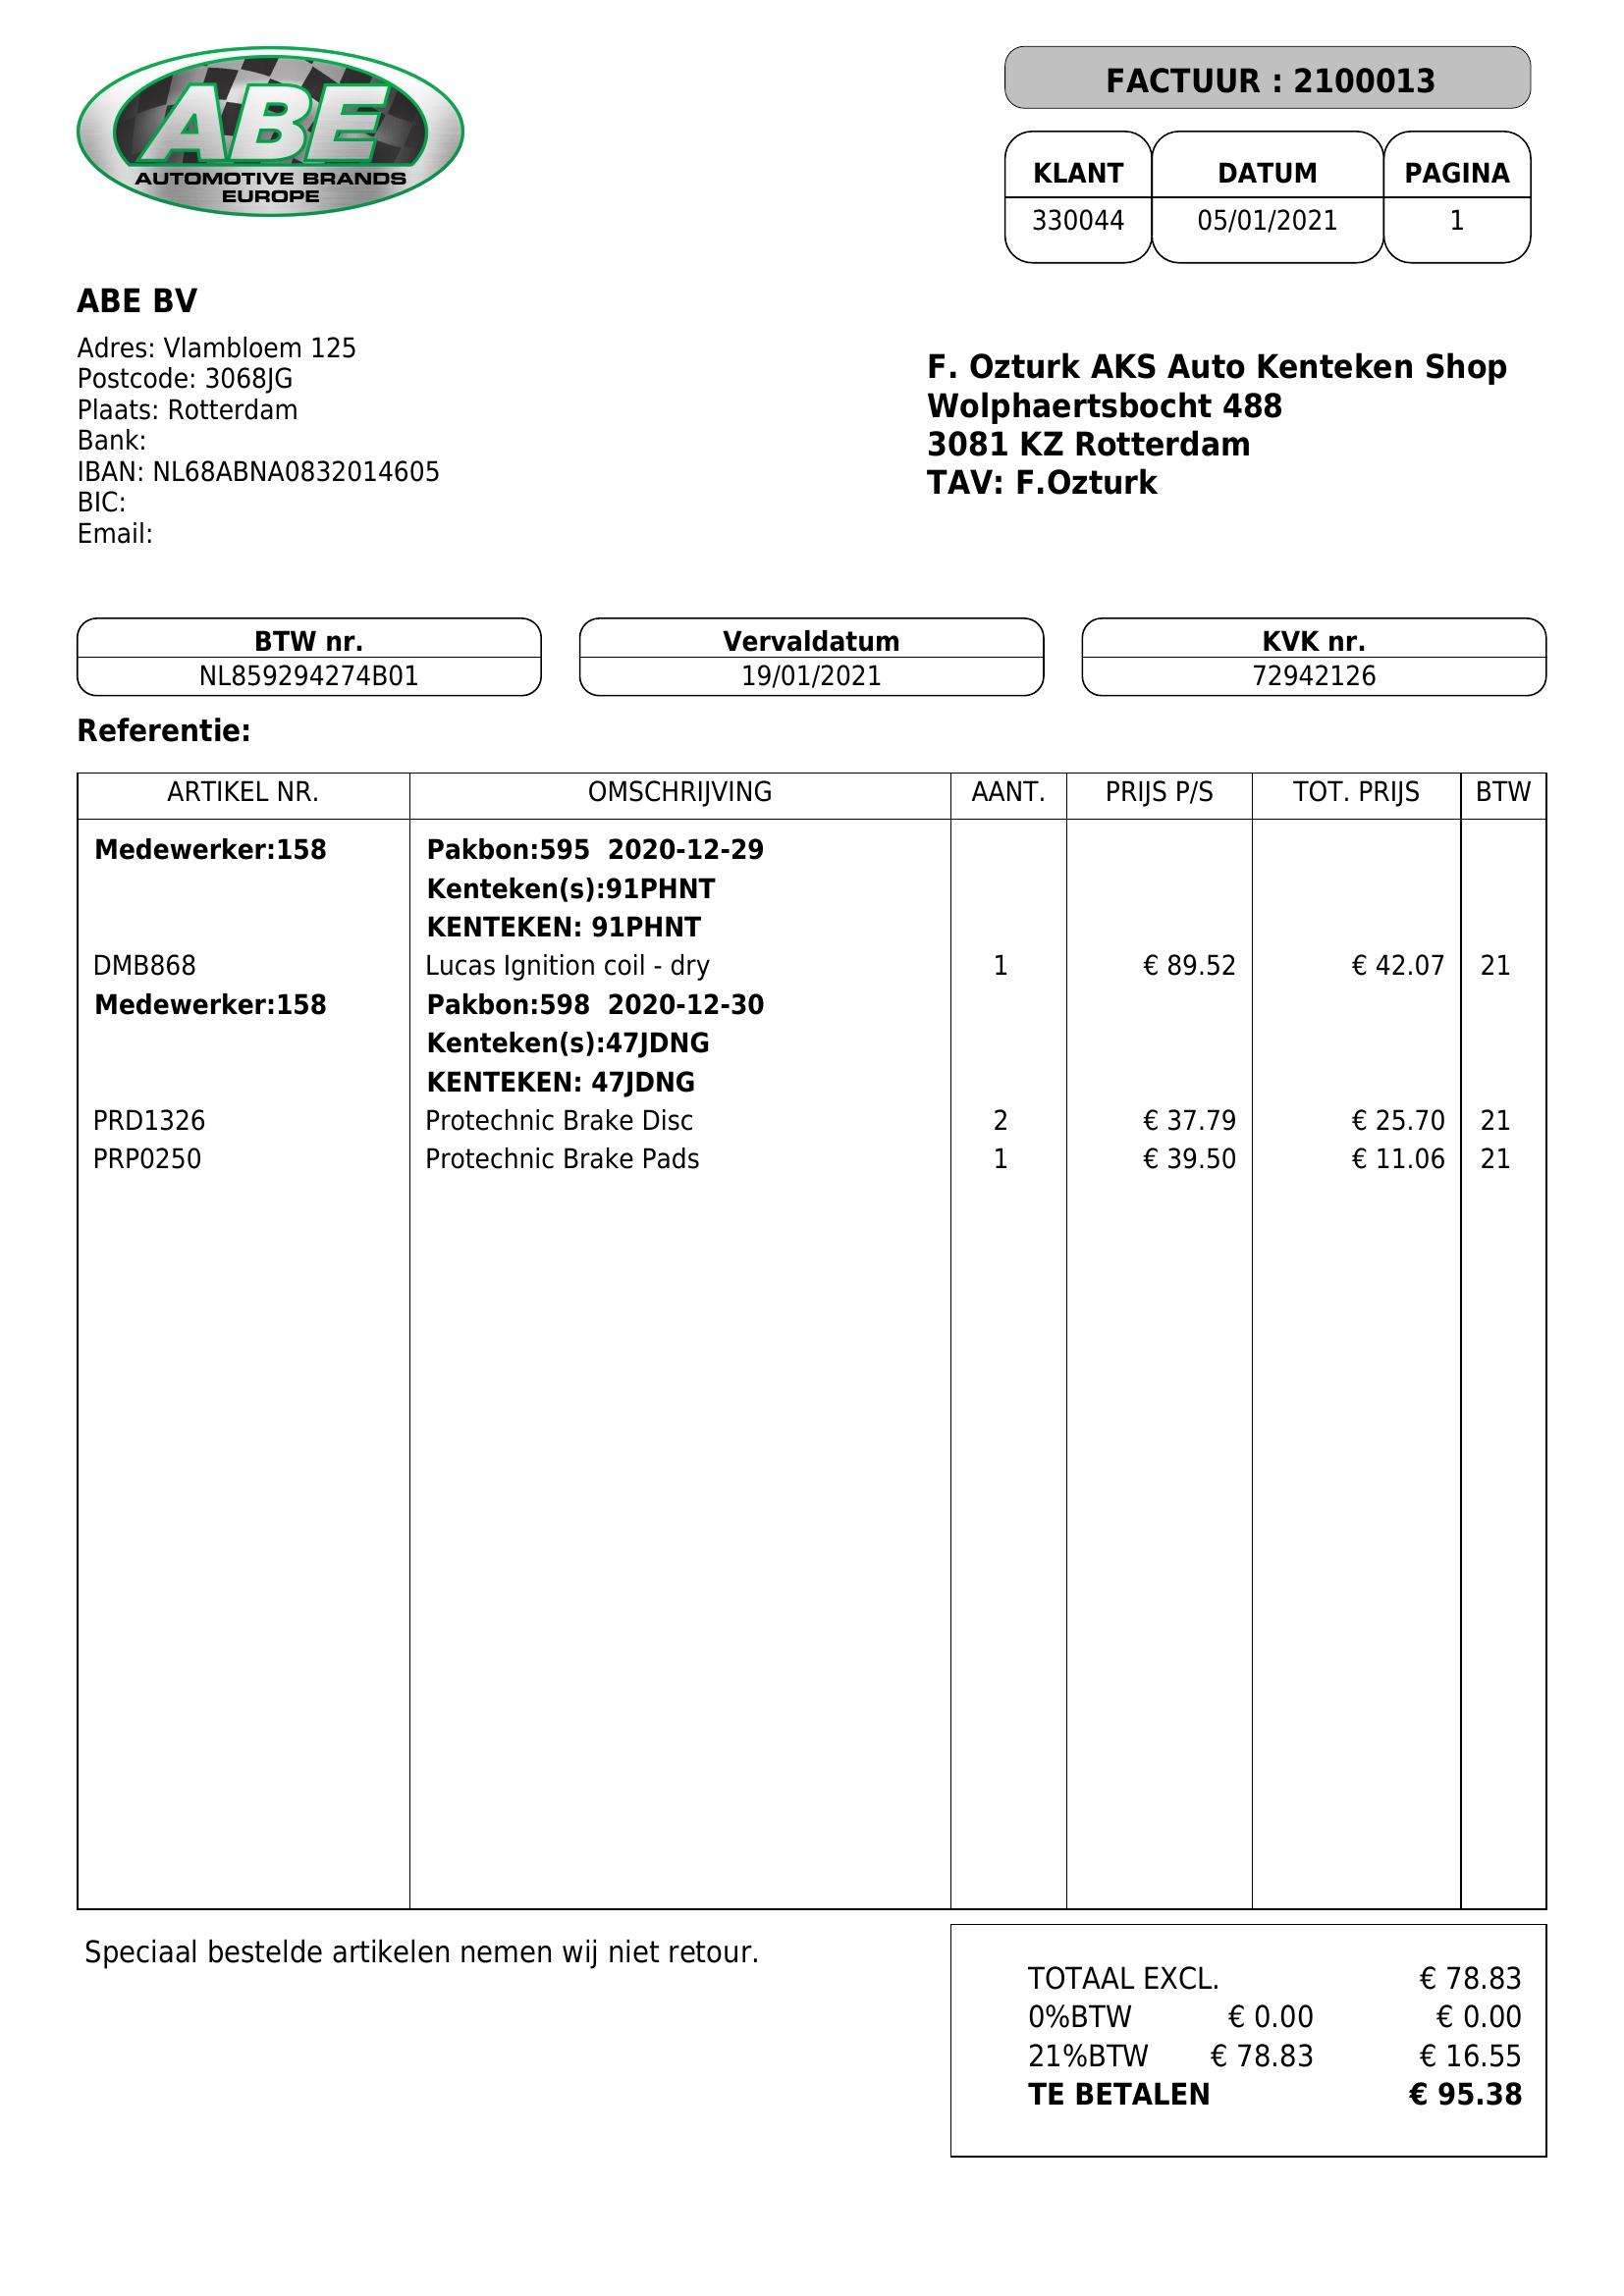 ABE
AUTOMOTIVE BRANDS
EUROPE
FACTUUR : 2100013
KLANT DATUM PAGINA
330044 05/01/2021 1
ABE BV
Adres: Vlambloem 125
Postcode: 3068JG
Plaats: Rotterdam
Bank:
IBAN: NL68ABNA0832014605
BIC:
Email:
F. Ozturk AKS Auto Kenteken Shop
Wolphaertsbocht 488
3081 KZ Rotterdam
TAV: F.Ozturk
BTW nr. Vervaldatum KVK nr.
NL859294274B01 19/01/2021 72942126
Referentie:
ARTIKEL NR. OMSCHRIJVING AANT. PRIJS P/S TOT. PRIJS BTW
Medewerker:158 Pakbon:595 2020-12-29
Kenteken(s):91PHNT
KENTEKEN: 91PHNT
DMB868 Lucas Ignition coil - dry 1 € 89.52 € 42.07 21
Medewerker:158 Pakbon:598 2020-12-30
Kenteken(s):47JDNG
KENTEKEN: 47JDNG
PRD1326 Protechnic Brake Disc 2 € 37.79 € 25.70 21
PRP0250 Protechnic Brake Pads 1 € 39.50 € 11.06 21
Speciaal bestelde artikelen nemen wij niet retour.
TOTAAL EXCL. € 78.83
0%BTW € 0.00 € 0.00
21%BTW € 78.83 € 16.55
TE BETALEN € 95.38